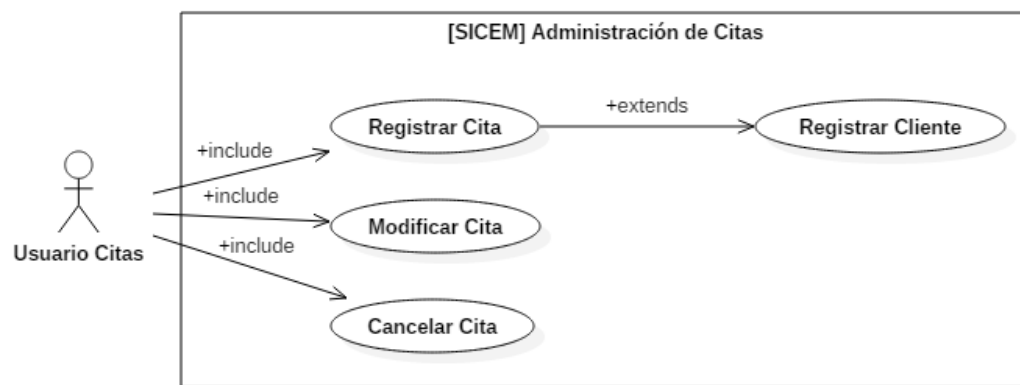 [SICEM] Administración de Citas
+extends
Registrar Cita
Registrar Cliente
+include
+include
Modificar Cita
+include
Usuario Citas
Cancelar Cita